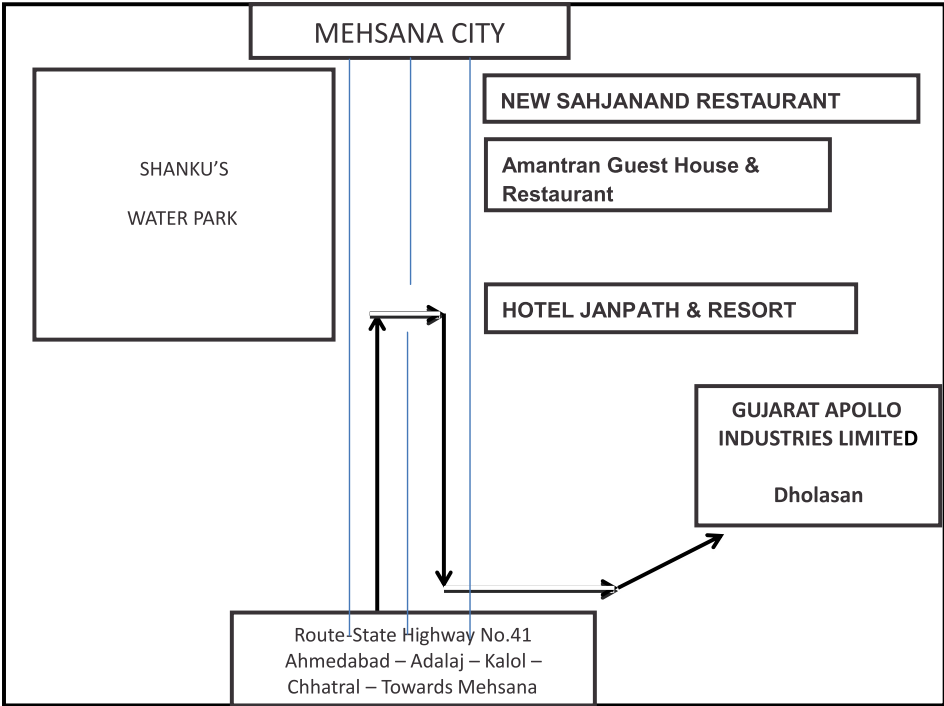 MEHSANA CITY
NEW SAHJANAND RESTAURANT
SHANKU’S
WATER PARK
Amantran Guest House &
Restaurant
HOTEL JANPATH & RESORT
GUJARAT APOLLO
INDUSTRIES LIMITED
Dholasan
Route-State Highway No.41
Ahmedabad – Adalaj – Kalol –
Chhatral – Towards Mehsana